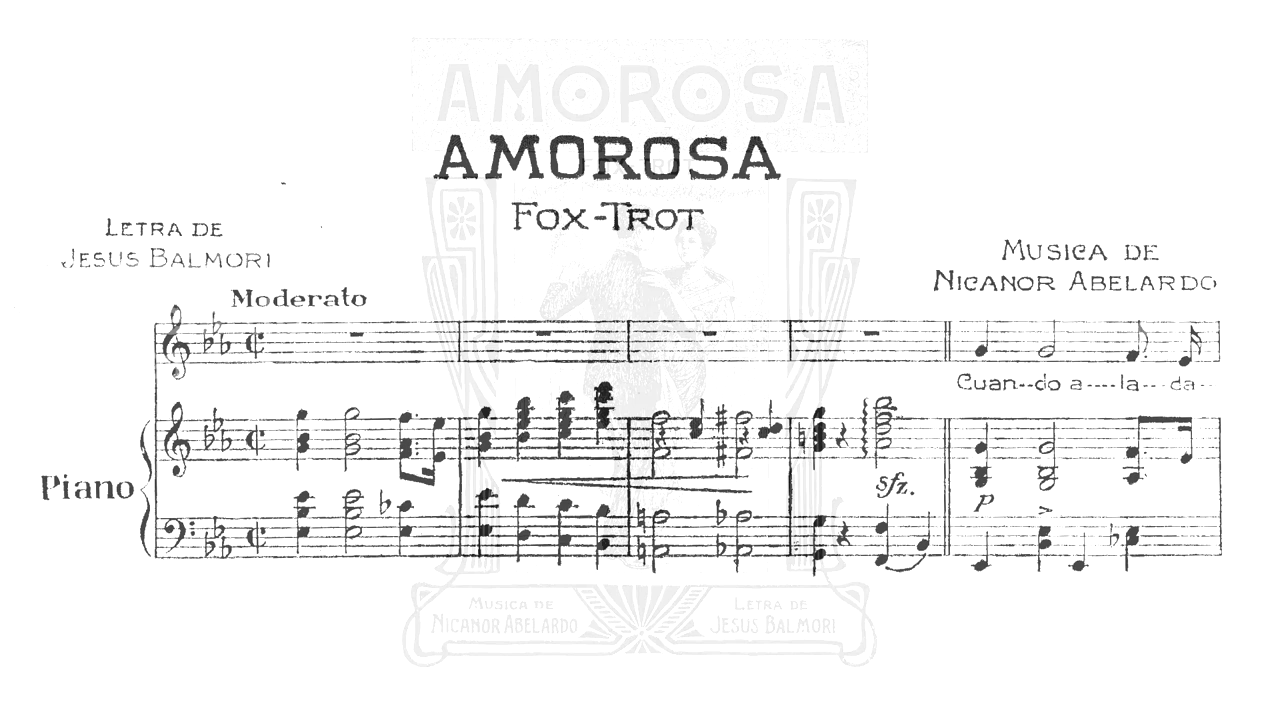 AMOROSA
AMOROSA
FOX-TROT
LETRA DE
JESUS BALMORI
MUSICA DE
NICANOR ABELARDO
Moderato
Cuan--do a----la---da--
Piano
sfz.
p
MUSICA DE
NICANOR ABELARDO
LETRA DE
JESUS BALMORI